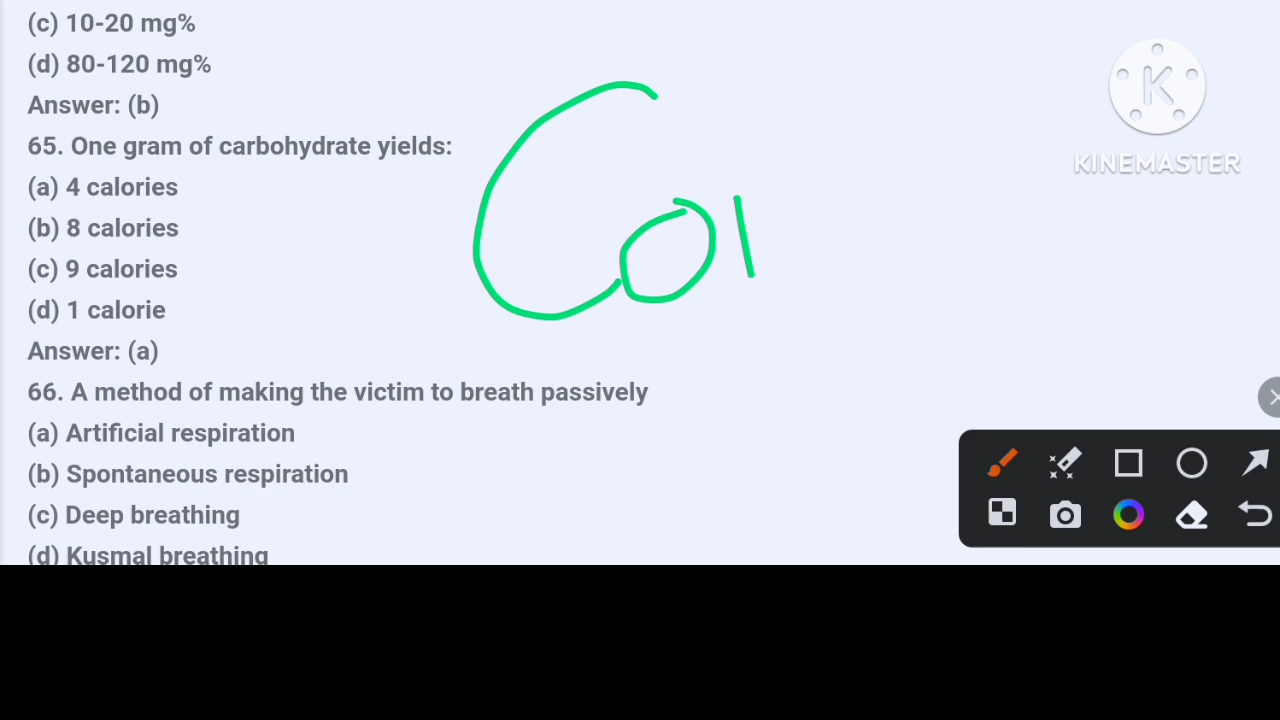 (c) 10-20 mg%
(d) 80-120 mg%
Answer: (b)
65. One gram of carbohydrate yields:
(a) 4 calories
(b) 8 calories
(c) 9 calories
(d) 1 calorie
Answer: (a)
66. A method of making the victim to breath passively
(a) Artificial respiration
(b) Spontaneous respiration
(c) Deep breathing
(d) Kusmal breathing
K
KINEMASTER